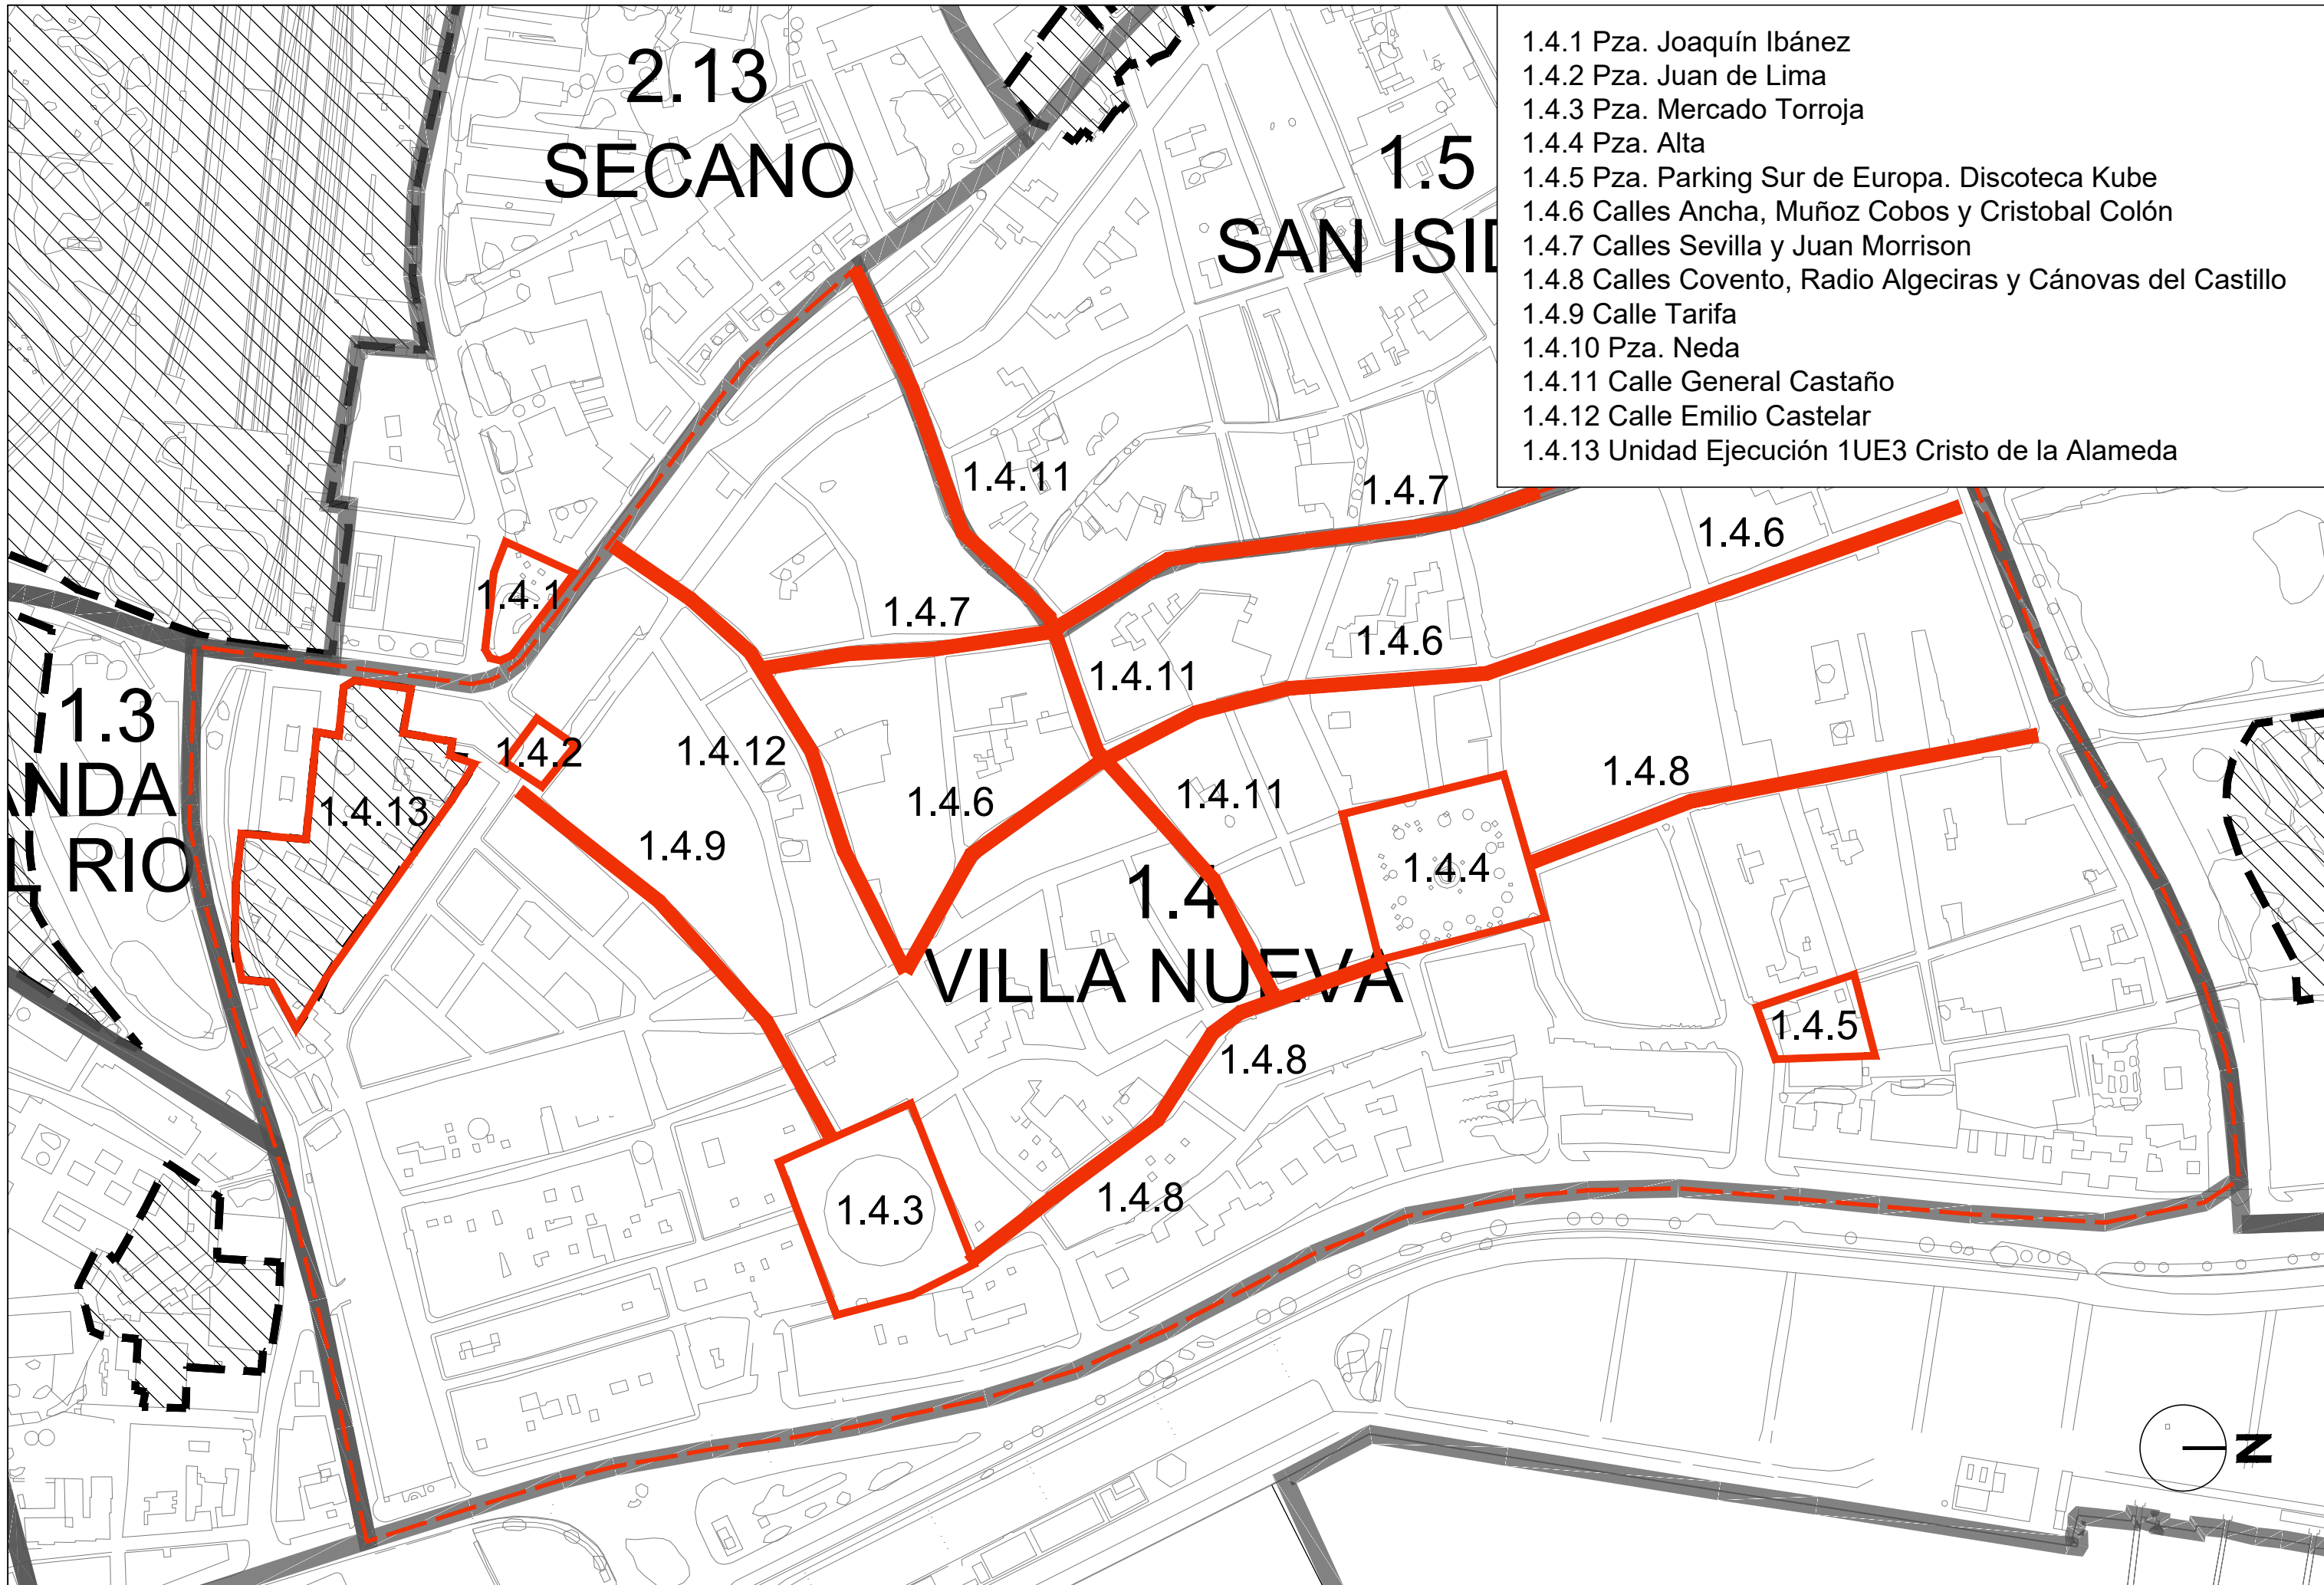 2.13
SECANO
1.5
SAN ISID
1.4.1 Pza. Joaquín Ibánez
1.4.2 Pza. Juan de Lima
1.4.3 Pza. Mercado Torroja
1.4.4 Pza. Alta
1.4.5 Pza. Parking Sur de Europa. Discoteca Kube
1.4.6 Calles Ancha, Muñoz Cobos y Cristobal Colón
1.4.7 Calles Sevilla y Juan Morrison
1.4.8 Calles Covento, Radio Algeciras y Cánovas del Castillo
1.4.9 Calle Tarifa
1.4.10 Pza. Neda
1.4.11 Calle General Castaño
1.4.12 Calle Emilio Castelar
1.4.13 Unidad Ejecución 1UE3 Cristo de la Alameda
1.4.11
1.4.7
1.4.6
1.4.1
1.4.7
1.4.6
1.4.11
1.3
ANDA
L RIO
1.4.2
1.4.12
1.4.13
1.4.6
1.4.11
1.4.8
1.4.9
1.4.4
1.4
VILLA NUEVA
1.4.5
1.4.8
1.4.8
1.4.3
N